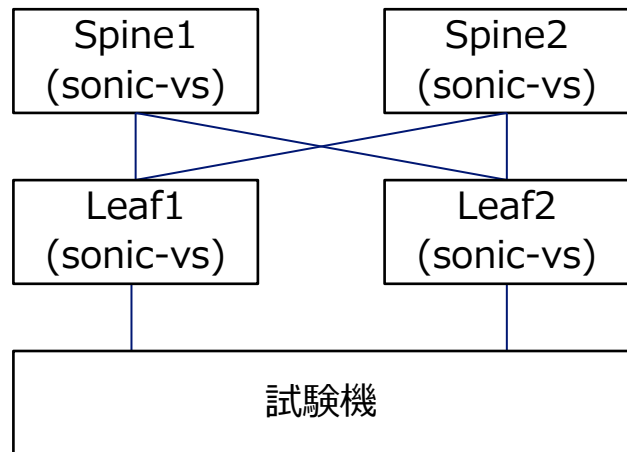 Spine1
(sonic-vs)
Spine2
(sonic-vs)
Leaf1
(sonic-vs)
Leaf2
(sonic-vs)
試験機